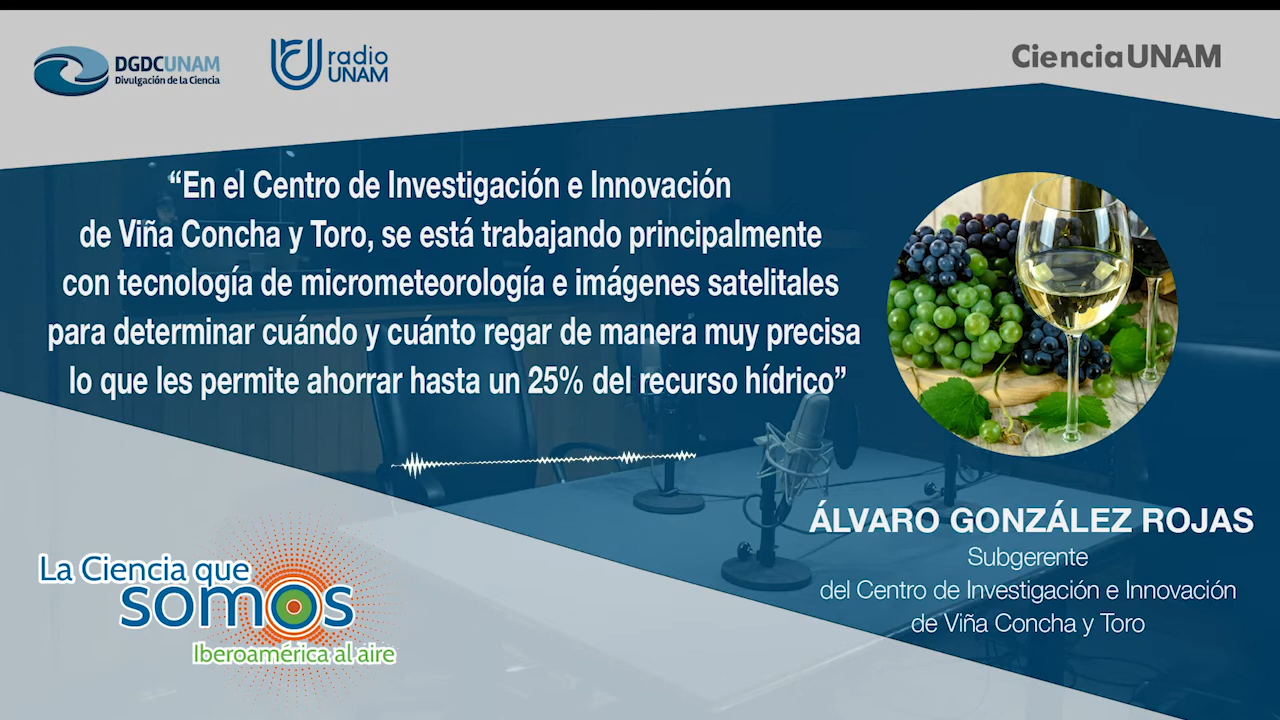 DGDCUNAM
Divulgación de la Ciencia
radio
UNAM
CienciaUNAM
“En el Centro de Investigación e Innovación
de Viña Concha y Toro, se está trabajando principalmente
con tecnología de micrometeorología e imágenes satelitales
para determinar cuándo y cuánto regar de manera muy precisa
lo que les permite ahorrar hasta un 25% del recurso hídrico”
ÁLVARO GONZÁLEZ ROJAS
Subgerente
del Centro de Investigación e Innovación
de Viña Concha y Toro
La Ciencia que
somos
Iberoamérica al aire